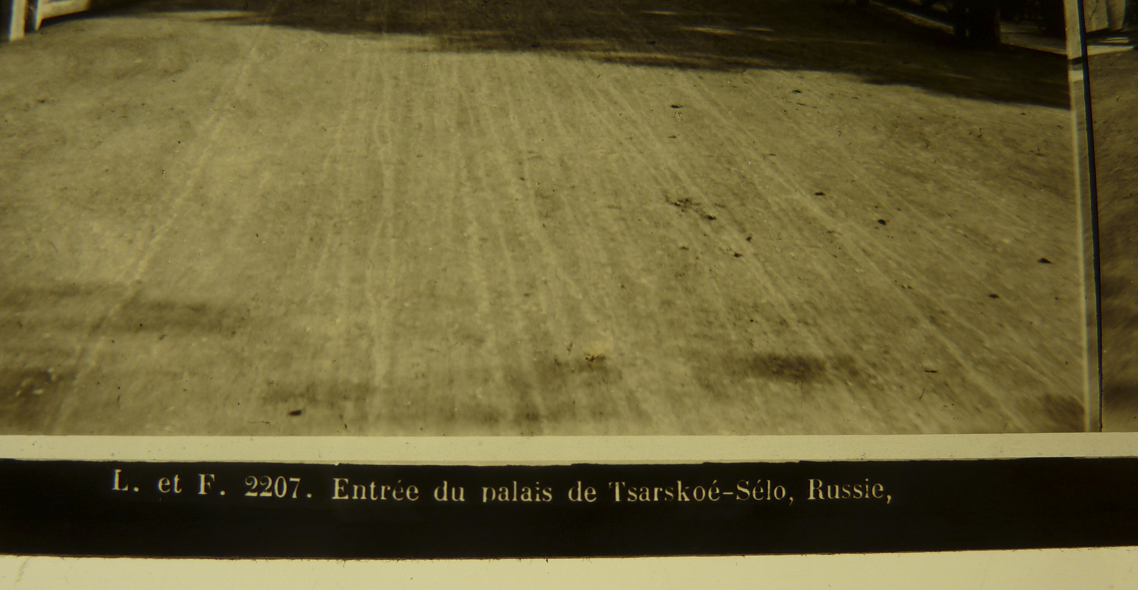 L. et F. 2207. Entrée du palais de Tsarskoé-Sélo, Russie,